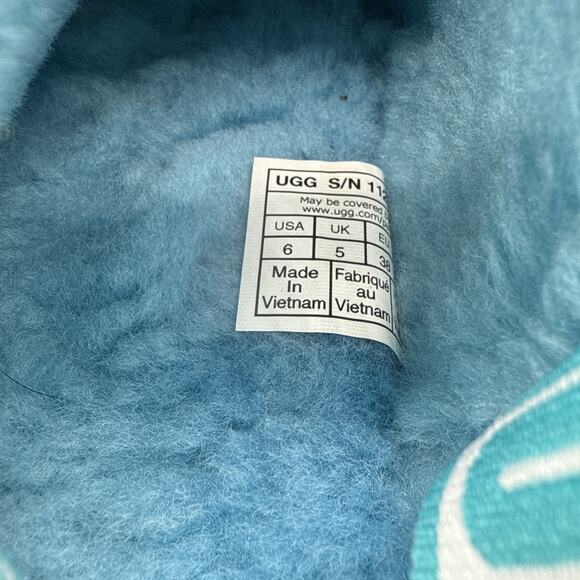 UGG S/N 112
May be covered
www.ugg.com/p
USA UK EU
6 5 38
Made Fabriqué
In au
Vietnam Vietnam